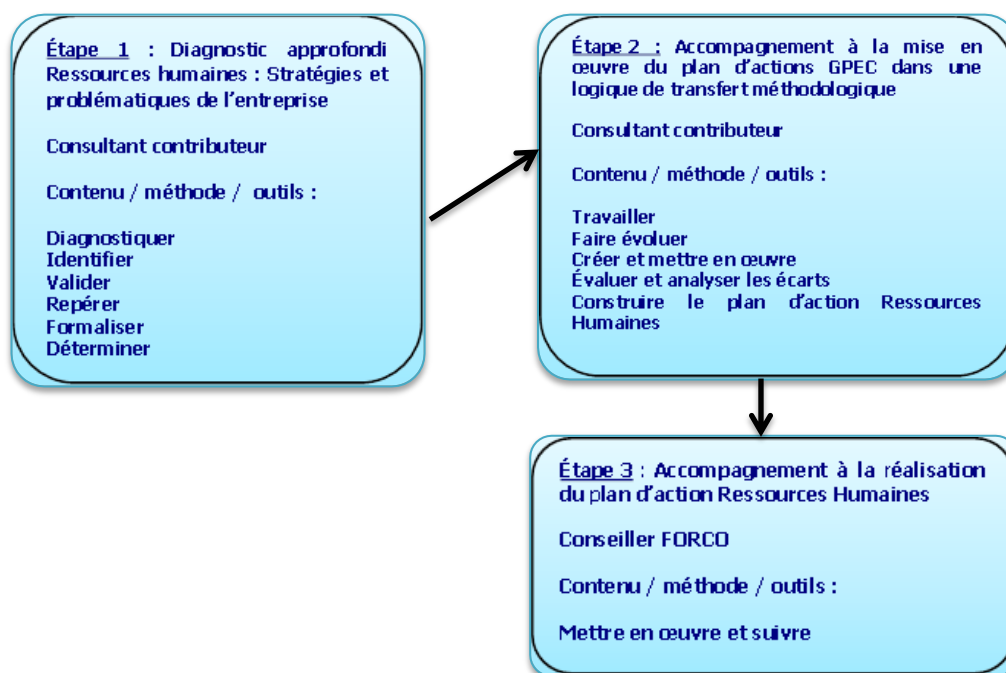 Étape 1 : Diagnostic approfondi
Ressources humaines : Stratégies et
problématiques de l'entreprise
Consultant contributeur
Contenu / méthode / outils :
Diagnostiquer
Identifier
Valider
Repérer
Formaliser
Déterminer
Étape 2 : Accompagnement à la mise en
œuvre du plan d'actions GPEC dans une
logique de transfert méthodologique
Consultant contributeur
Contenu / méthode / outils :
Travailler
Faire évoluer
Créer et mettre en œuvre
Évaluer et analyser les écarts
Construire le plan d'action Ressources
Humaines
Étape 3 : Accompagnement à la réalisation
du plan d'action Ressources Humaines
Conseiller FORCO
Contenu / méthode / outils :
Mettre en œuvre et suivre